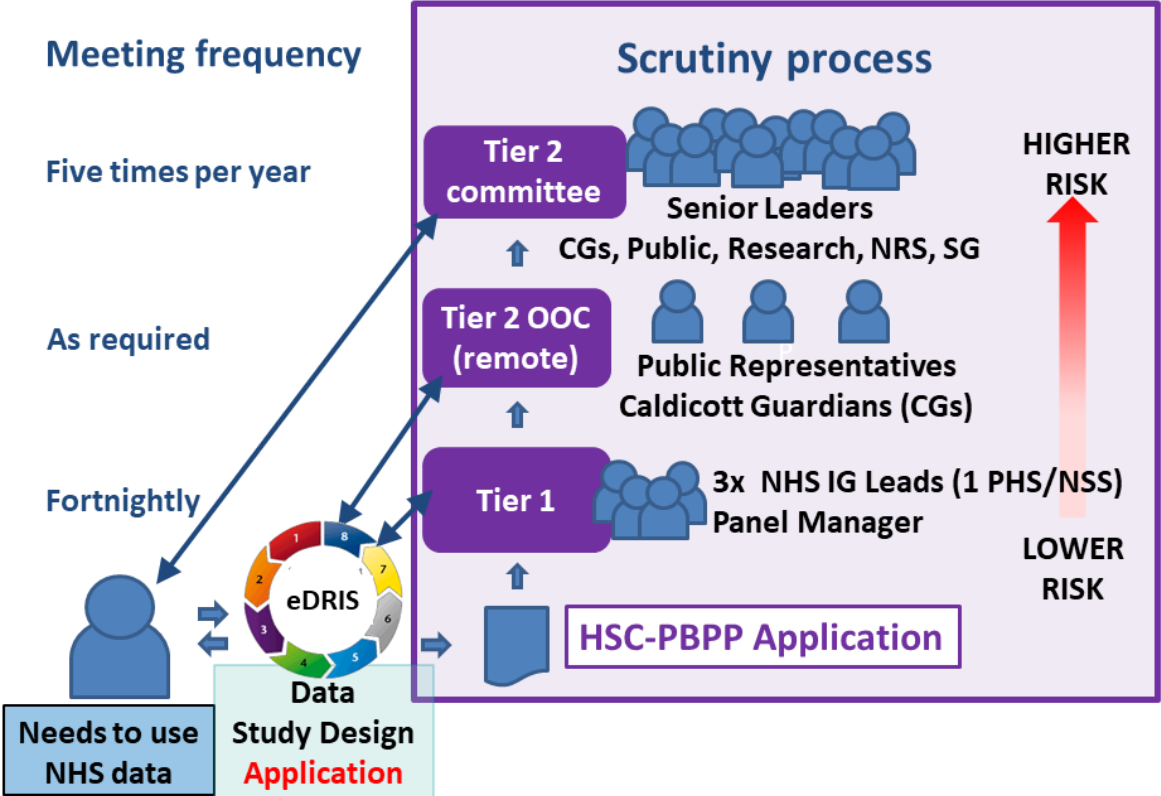 Meeting frequency
Scrutiny process
Five times per year
Tier 2
committee
Senior Leaders
CGs, Public, Research, NRS, SG
HIGHER
RISK
As required
Tier 2 OOC
(remote)
p
Public Representatives
Caldicott Guardians (CGs)
Fortnightly
Tier 1
3x NHS IG Leads (1 PHS/NSS)
Panel Manager
LOWER
RISK
1
2
3
4
5
6
7
8
eDRIS
HSC-PBPP Application
Needs to use
NHS data
Data
Study Design
Application